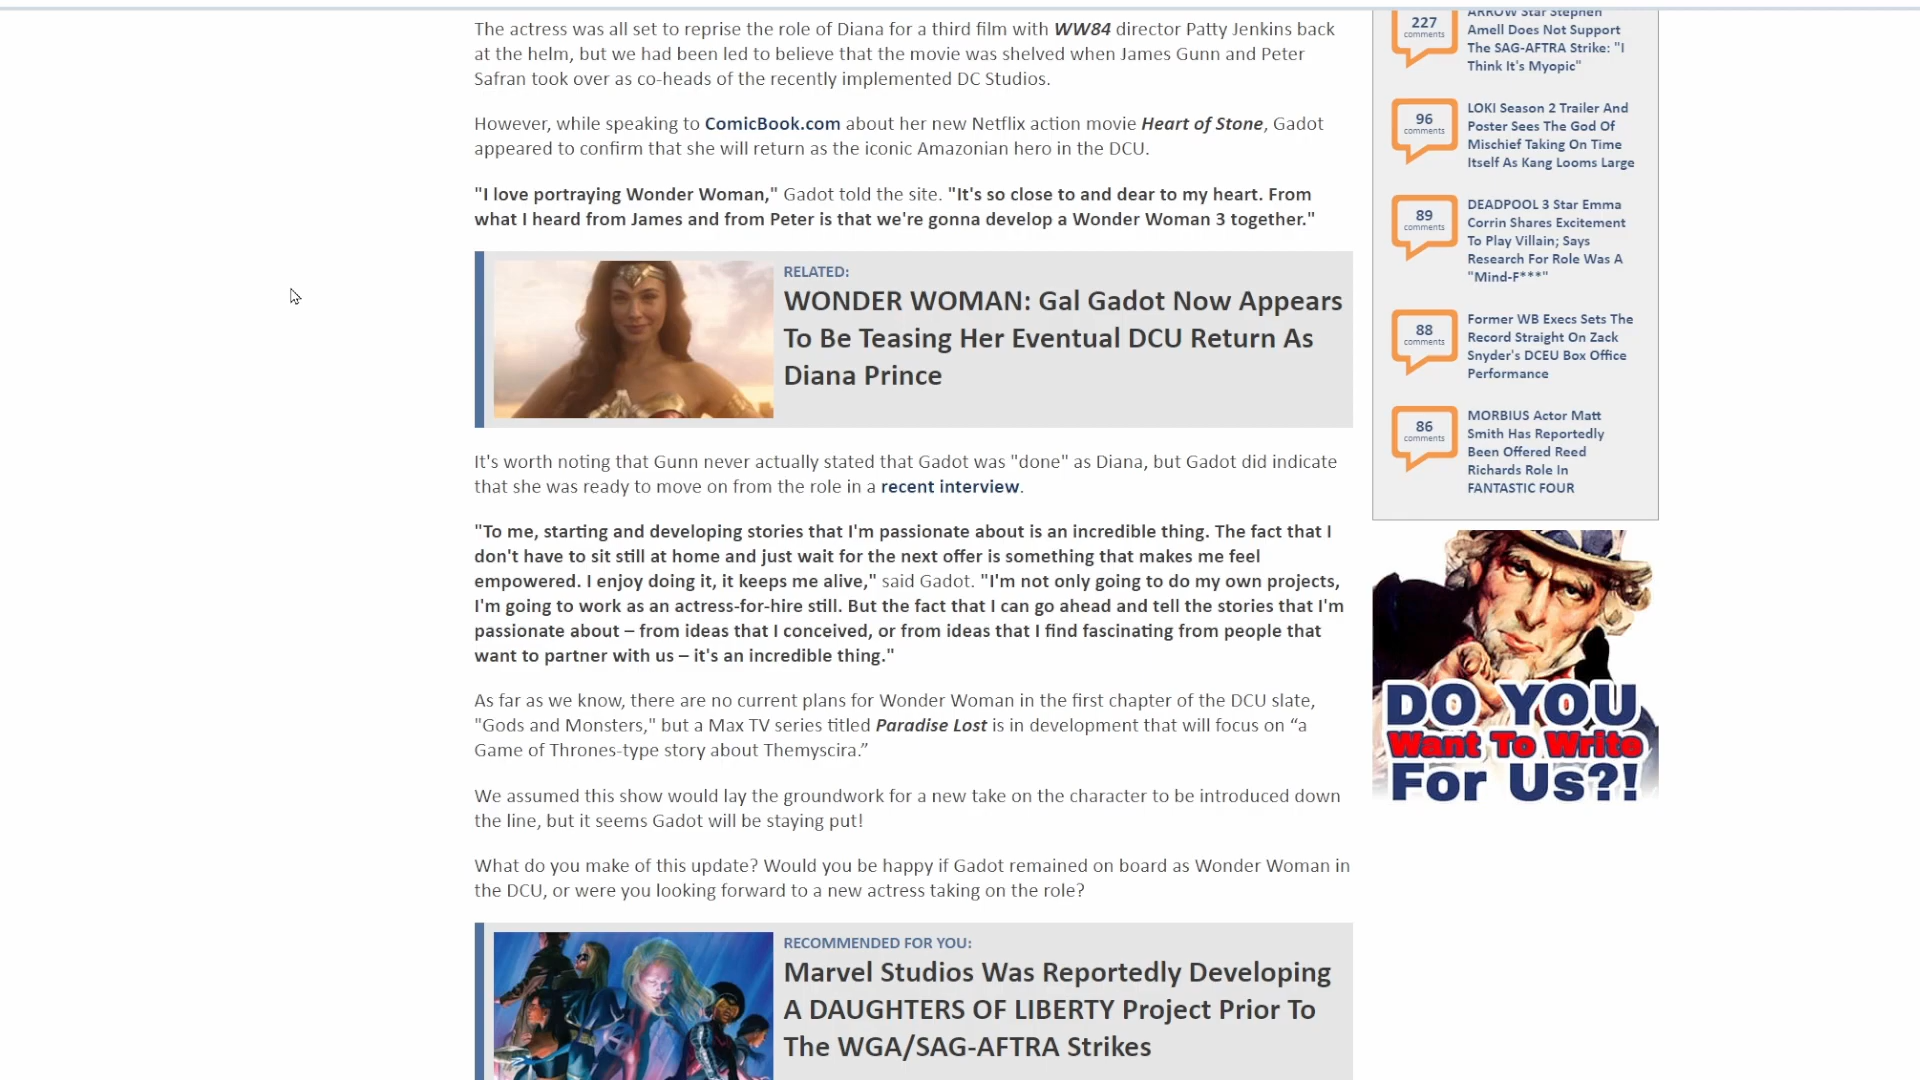 The actress was all set to reprise the role of Diana for a third film with WW84 director Patty Jenkins back
at the helm, but we had been led to believe that the movie was shelved when James Gunn and Peter
Safran took over as co-heads of the recently implemented DC Studios.
However, while speaking to ComicBook.com about her new Netflix action movie Heart of Stone, Gadot
appeared to confirm that she will return as the iconic Amazonian hero in the DCU.
"I love portraying Wonder Woman," Gadot told the site. "It's so close to and dear to my heart. From
what I heard from James and from Peter is that we're gonna develop a Wonder Woman 3 together."
RELATED:
WONDER WOMAN: Gal Gadot Now Appears
To Be Teasing Her Eventual DCU Return As
Diana Prince
It's worth noting that Gunn never actually stated that Gadot was "done" as Diana, but Gadot did indicate
that she was ready to move on from the role in a recent interview.
"To me, starting and developing stories that I'm passionate about is an incredible thing. The fact that I
don't have to sit still at home and just wait for the next offer is something that makes me feel
empowered. I enjoy doing it, it keeps me alive," said Gadot. "I'm not only going to do my own projects,
I'm going to work as an actress-for-hire still. But the fact that I can go ahead and tell the stories that I'm
passionate about – from ideas that I conceived, or from ideas that I find fascinating from people that
want to partner with us – it's an incredible thing."
As far as we know, there are no current plans for Wonder Woman in the first chapter of the DCU slate,
"Gods and Monsters," but a Max TV series titled Paradise Lost is in development that will focus on “a
Game of Thrones-type story about Themyscira.”
We assumed this show would lay the groundwork for a new take on the character to be introduced down
the line, but it seems Gadot will be staying put!
What do you make of this update? Would you be happy if Gadot remained on board as Wonder Woman in
the DCU, or were you looking forward to a new actress taking on the role?
RECOMMENDED FOR YOU:
Marvel Studios Was Reportedly Developing
A DAUGHTERS OF LIBERTY Project Prior To
The WGA/SAG-AFTRA Strikes
227
comments
ARROW Star Stephen
Amell Does Not Support
The SAG-AFTRA Strike: "I
Think It's Myopic"
96
comments
LOKI Season 2 Trailer And
Poster Sees The God Of
Mischief Taking On Time
Itself As Kang Looms Large
89
comments
DEADPOOL 3 Star Emma
Corrin Shares Excitement
To Play Villain; Says
Research For Role Was A
"Mind-F***"
88
comments
Former WB Execs Sets The
Record Straight On Zack
Snyder's DCEU Box Office
Performance
86
comments
MORBIUS Actor Matt
Smith Has Reportedly
Been Offered Reed
Richards Role In
FANTASTIC FOUR
DO YOU
Want To Write
For Us?!